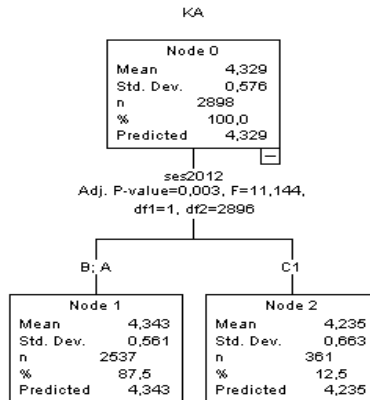 KA
Node 0
Mean 4,329
Std. Dev. 0,576
n 2898
% 100,0
Predicted 4,329
ses2012
Adj. P-value=0,003, F=11,144,
df1=1, df2=2896
B; A
C1
Node 1
Mean 4,343
Std. Dev. 0,561
n 2537
% 87,5
Predicted 4,343
Node 2
Mean 4,235
Std. Dev. 0,663
n 361
% 12,5
Predicted 4,235